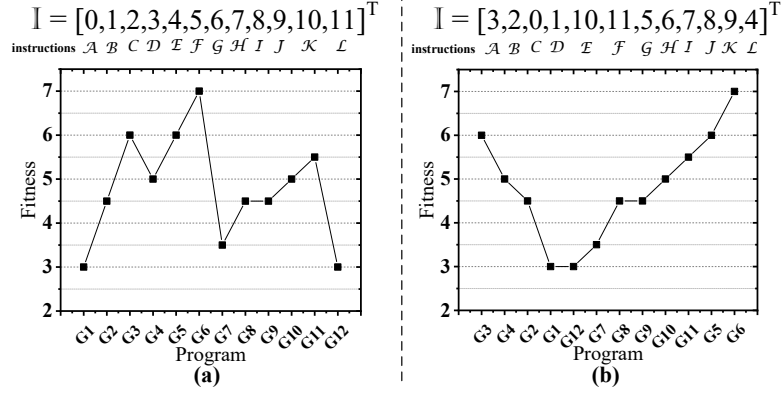 𝕀 = [0,1,2,3,4,5,6,7,8,9,10,11]ᵀ
instructions 𝒜 ℬ 𝒞 𝒟 ℰ ℱ 𝒢 ℋ ℐ 𝒥 𝒦 ℒ
7
6
5
4
3
2
Fitness
G1 G2 G3 G4 G5 G6 G7 G8 G9 G10 G11 G12
Program
(a)
𝕀 = [3,2,0,1,10,11,5,6,7,8,9,4]ᵀ
instructions 𝒜 ℬ 𝒞 𝒟 ℰ ℱ 𝒢 ℋ ℐ 𝒥 𝒦 ℒ
7
6
5
4
3
2
Fitness
G3 G4 G2 G1 G12 G7 G8 G9 G10 G11 G5 G6
Program
(b)